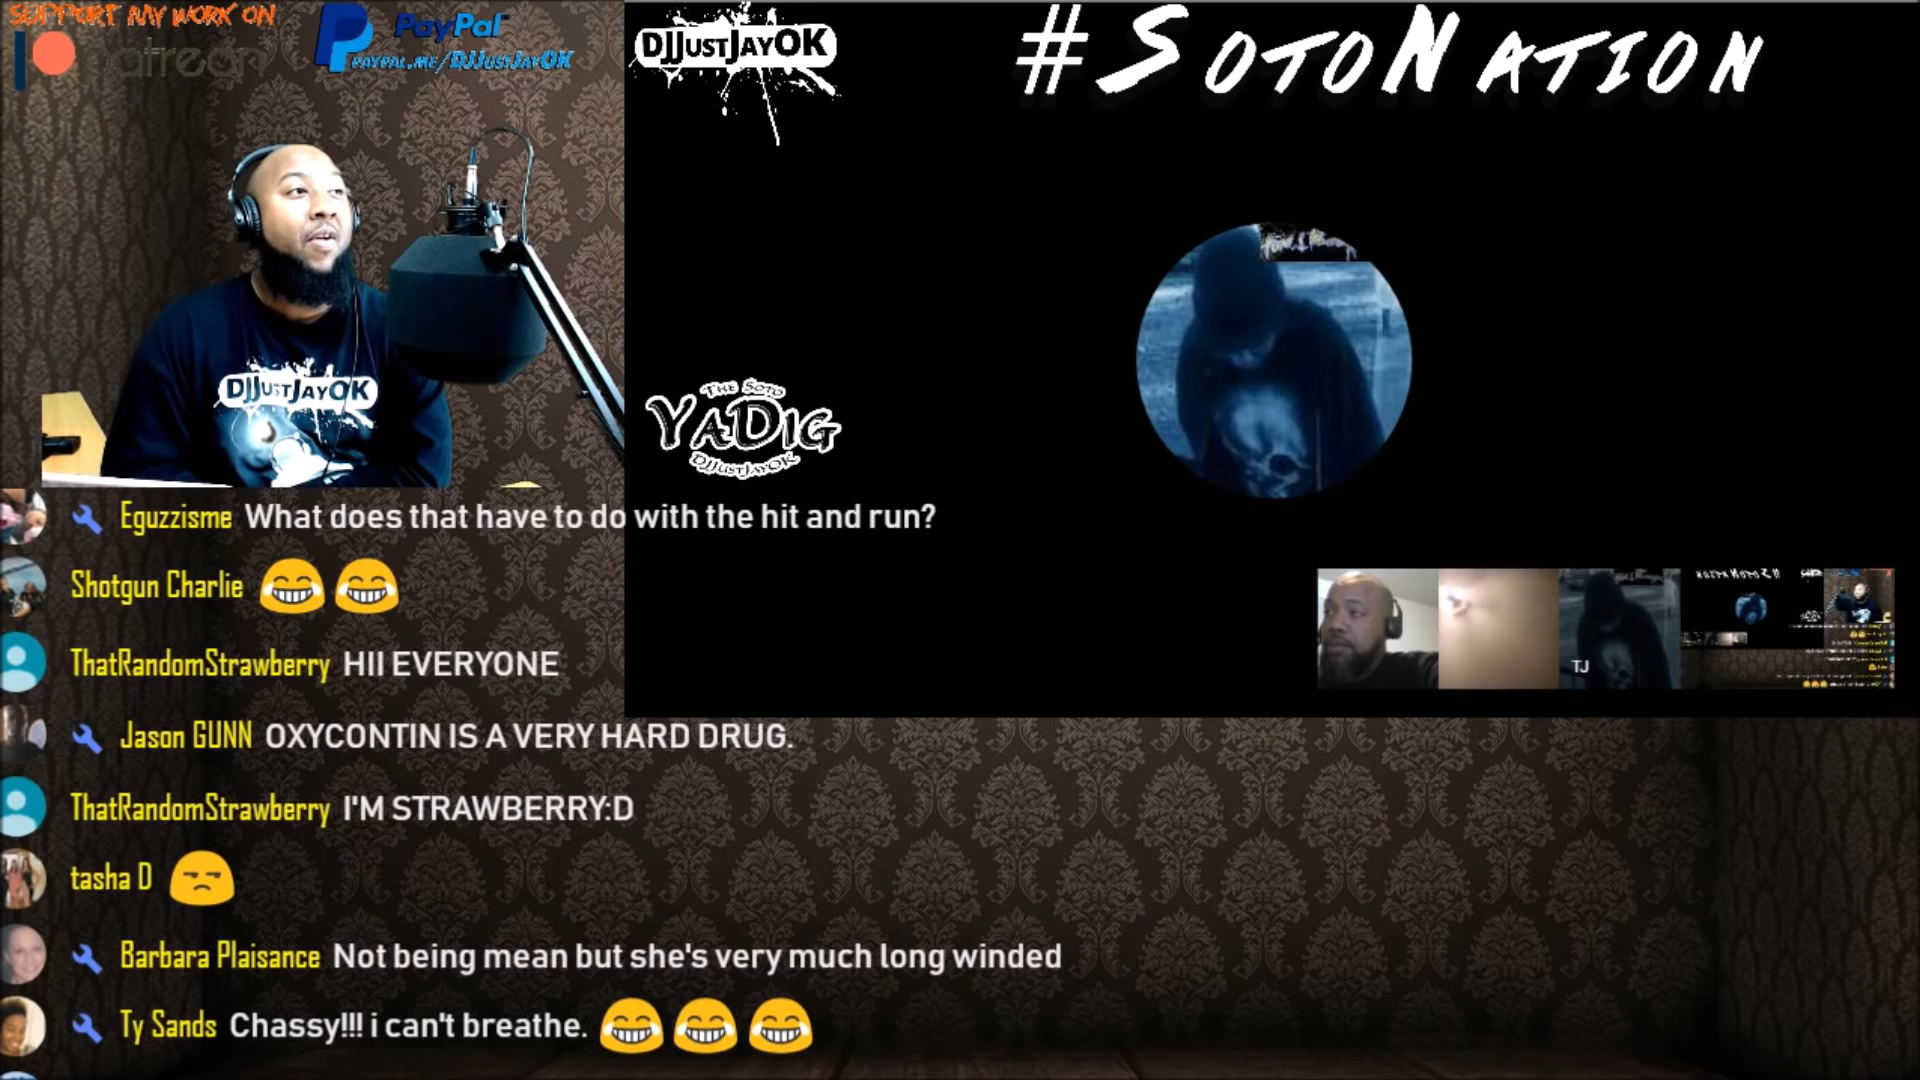 SUPPORT MY WORK ON
patreon
PayPal
PAYPAL.ME/DJJUSTJAYOK
DJJUSTJAYOK
#SOTONATION
DJJUSTJAYOK
THE SOTO
YADIG
DJJUSTJAYOK
Eguzzisme What does that have to do with the hit and run?
Shotgun Charlie 😂😂
ThatRandomStrawberry HII EVERYONE
TJ
Jason GUNN OXYCONTIN IS A VERY HARD DRUG.
ThatRandomStrawberry I'M STRAWBERRY:D
tasha D 😒
Barbara Plaisance Not being mean but she's very much long winded
Ty Sands Chassy!!! i can't breathe. 😂😂😂